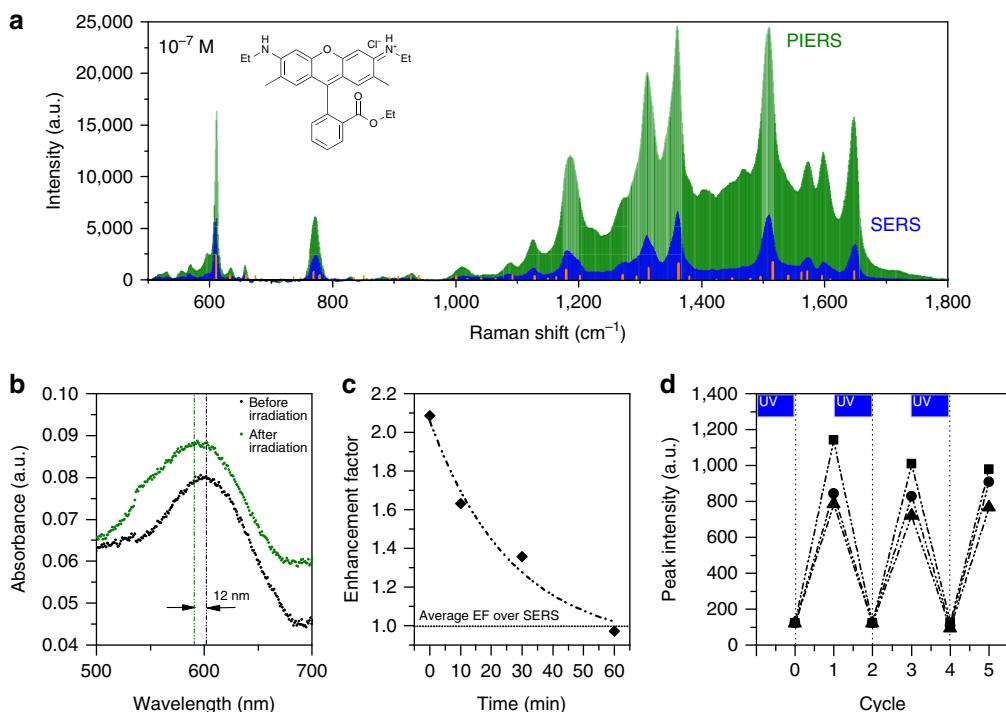 a
10⁻⁷ M
25,000
20,000
15,000
10,000
5,000
0
Intensity (a.u.)
H
N
Et
O
Cl⁻
H
N⁺
Et
O
O
Et
PIERS
SERS
600
800
1,000
1,200
1,380
1,400
1,600
1,800
Raman shift (cm⁻¹)
b
0.10
0.09
0.08
0.07
0.06
0.05
0.04
Absorbance (a.u.)
Before
irradiation
After
irradiation
12 nm
500
600
700
Wavelength (nm)
c
2.2
2.0
1.8
1.6
1.4
1.2
1.0
Enhancement factor
Average EF over SERS
0
10
20
30
40
50
60
Time (min)
d
1,400
1,200
1,000
800
600
400
200
0
Peak intensity (a.u.)
UV
UV
UV
0
1
2
3
4
5
Cycle